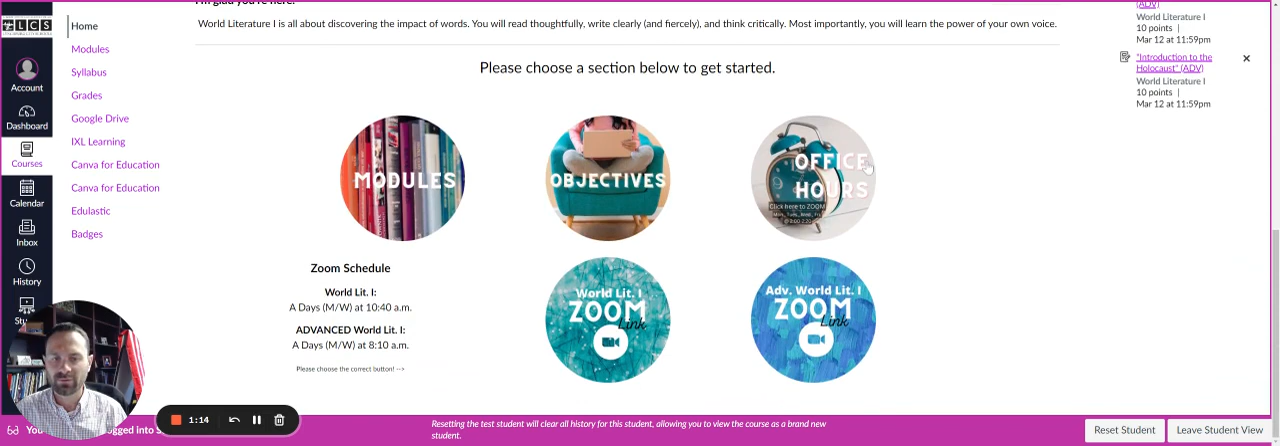 I'm glad you're here!
World Literature I is all about discovering the impact of words. You will read thoughtfully, write clearly (and fiercely), and think critically. Most importantly, you will learn the power of your own voice.
Please choose a section below to get started.
LCS
Account
Dashboard
Courses
Calendar
Inbox
History
Home
Modules
Syllabus
Grades
Google Drive
IXL Learning
Canva for Education
Canva for Education
Edulastic
Badges
MODULES
OBJECTIVES
OFFICE
HOURS
Click here to ZOOM
Zoom Schedule
World Lit. I:
A Days (M/W) at 10:40 a.m.
ADVANCED World Lit. I:
A Days (M/W) at 8:10 a.m.
Please choose the correct button! -->
World Lit. I
ZOOM
Link
Adv. World Lit. I
ZOOM
Link
(ADV)
World Literature I
10 points |
Mar 12 at 11:59pm
"Introduction to the
Holocaust" (ADV)
World Literature I
10 points |
Mar 12 at 11:59pm
1:14
Resetting the test student will clear all history for this student, allowing you to view the course as a brand new
student.
Reset Student
Leave Student View